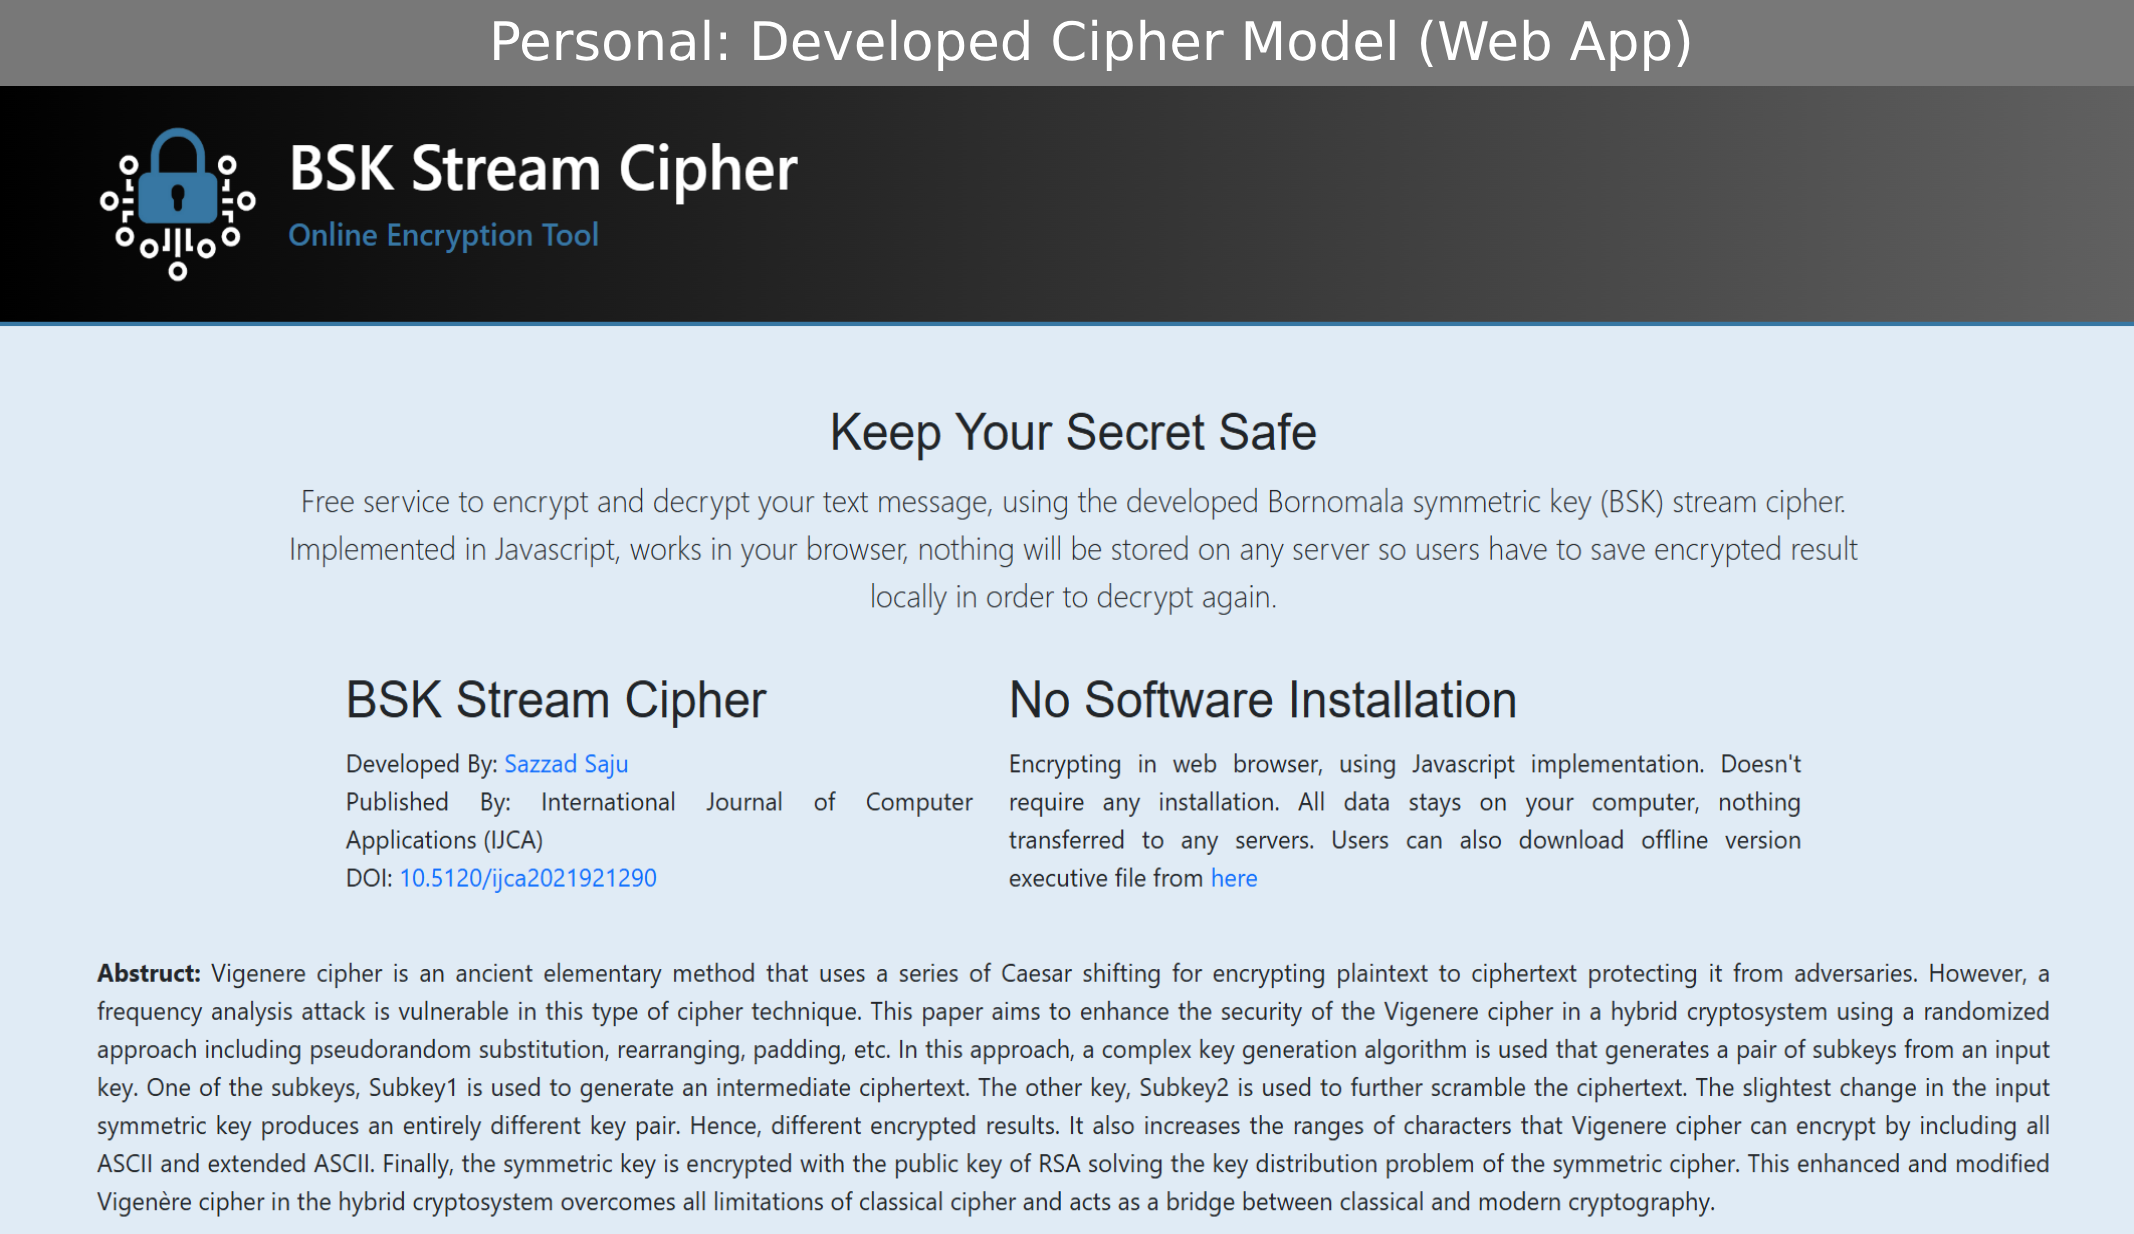 Personal: Developed Cipher Model (Web App)
BSK Stream Cipher
Online Encryption Tool
Keep Your Secret Safe
Free service to encrypt and decrypt your text message, using the developed Bornomala symmetric key (BSK) stream cipher.
Implemented in Javascript, works in your browser, nothing will be stored on any server so users have to save encrypted result
locally in order to decrypt again.
BSK Stream Cipher
Developed By: Sazzad Saju
Published By: International Journal of Computer
Applications (IJCA)
DOI: 10.5120/ijca2021921290
No Software Installation
Encrypting in web browser, using Javascript implementation. Doesn't
require any installation. All data stays on your computer, nothing
transferred to any servers. Users can also download offline version
executive file from here
Abstruct: Vigenere cipher is an ancient elementary method that uses a series of Caesar shifting for encrypting plaintext to ciphertext protecting it from adversaries. However, a
frequency analysis attack is vulnerable in this type of cipher technique. This paper aims to enhance the security of the Vigenere cipher in a hybrid cryptosystem using a randomized
approach including pseudorandom substitution, rearranging, padding, etc. In this approach, a complex key generation algorithm is used that generates a pair of subkeys from an input
key. One of the subkeys, Subkey1 is used to generate an intermediate ciphertext. The other key, Subkey2 is used to further scramble the ciphertext. The slightest change in the input
symmetric key produces an entirely different key pair. Hence, different encrypted results. It also increases the ranges of characters that Vigenere cipher can encrypt by including all
ASCII and extended ASCII. Finally, the symmetric key is encrypted with the public key of RSA solving the key distribution problem of the symmetric cipher. This enhanced and modified
Vigenère cipher in the hybrid cryptosystem overcomes all limitations of classical cipher and acts as a bridge between classical and modern cryptography.